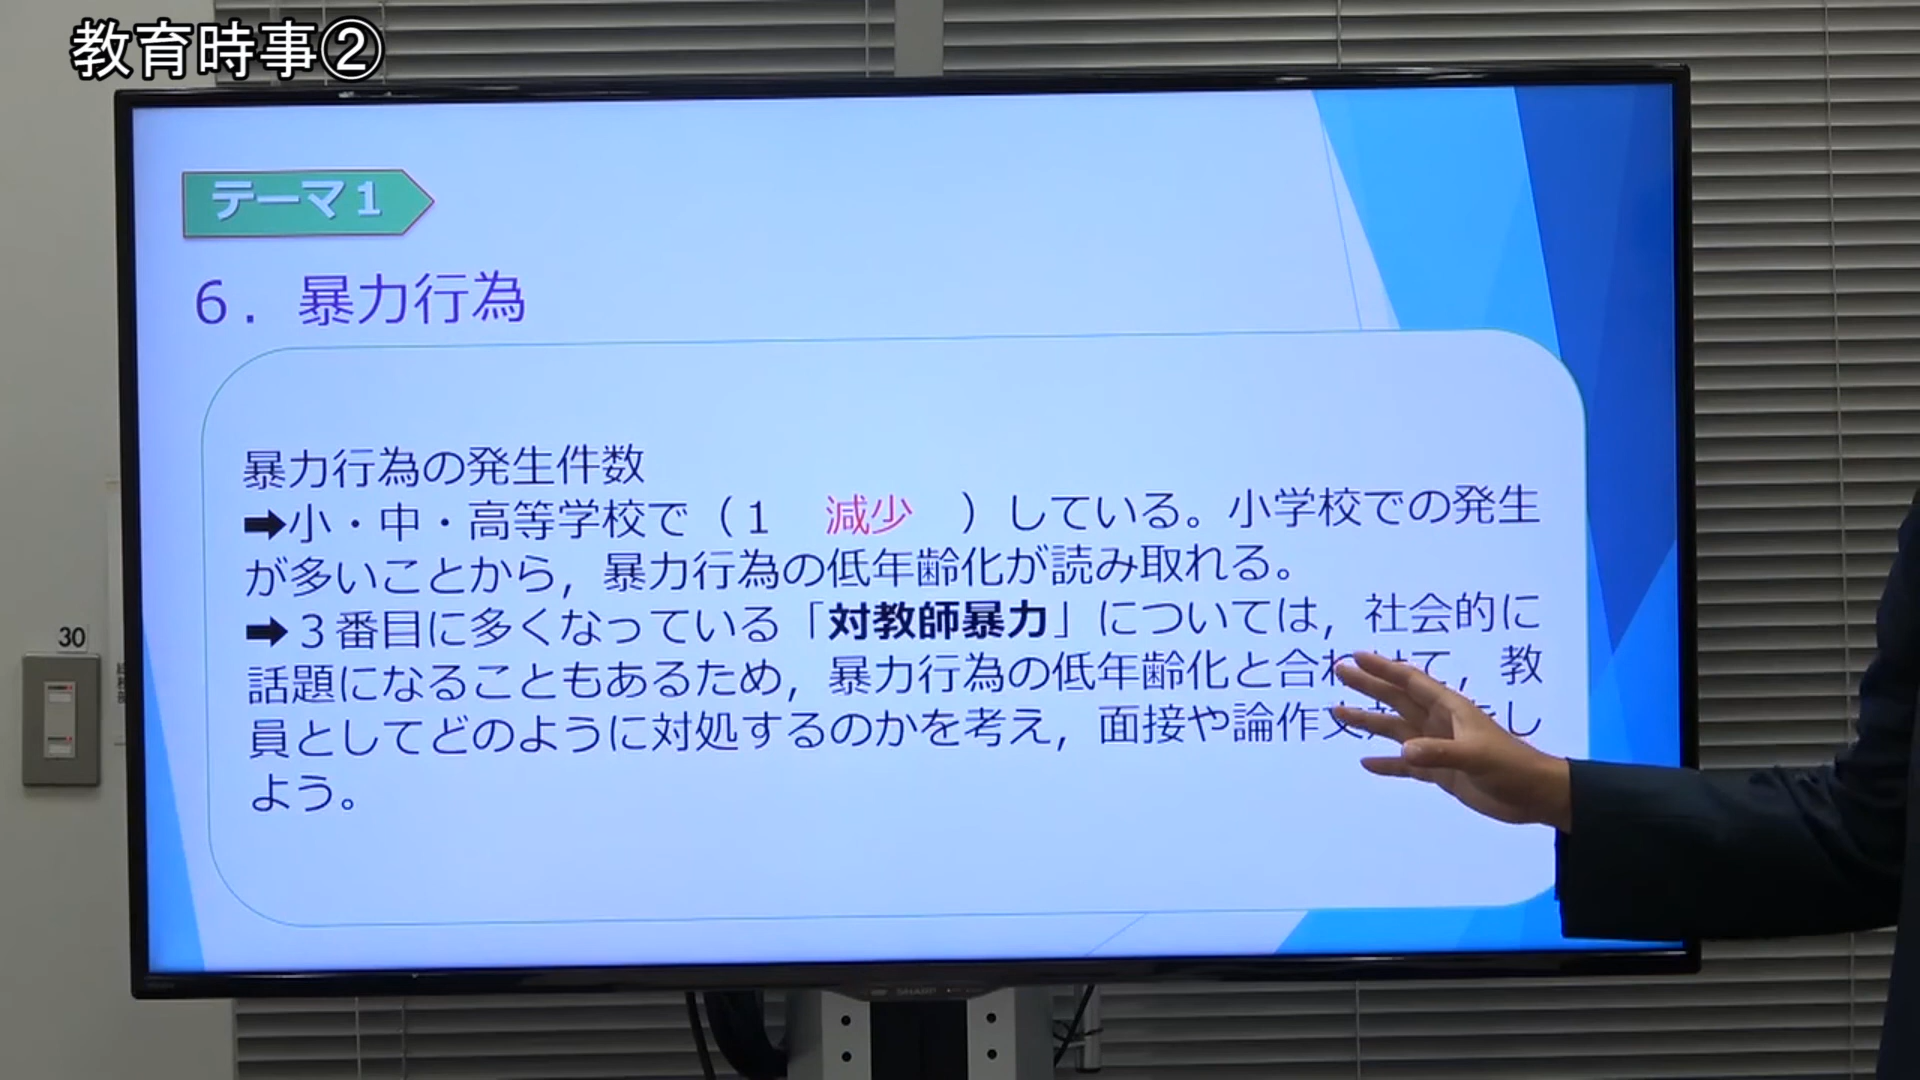 教育時事②
テーマ１
６．暴力行為
暴力行為の発生件数
➡小・中・高等学校で（１　減少　）している。小学校での発生
が多いことから，暴力行為の低年齢化が読み取れる。
➡３番目に多くなっている「対教師暴力」については，社会的に
話題になることもあるため，暴力行為の低年齢化と合わせて，教
員としてどのように対処するのかを考え，面接や論作文
し
よう。
30
SHARP